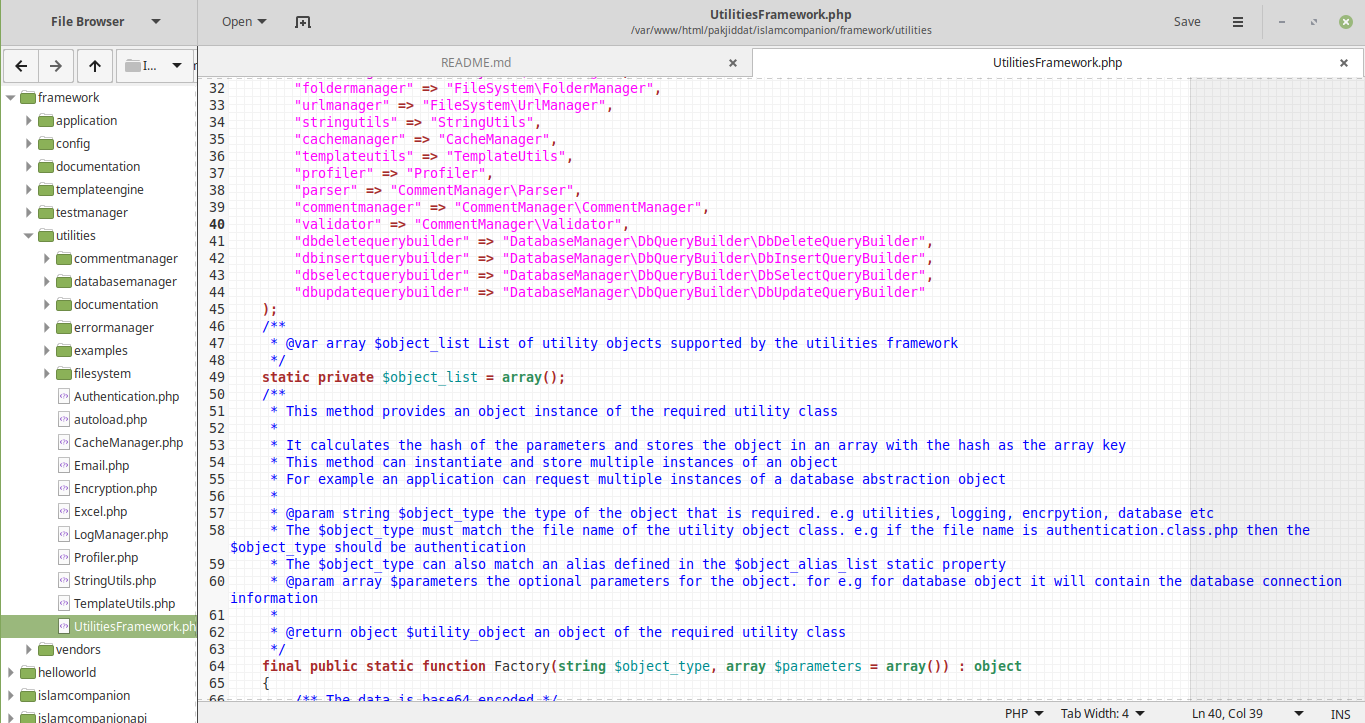 File Browser
Open
UtilitiesFramework.php
/var/www/html/pakjiddat/islamcompanion/framework/utilities
Save
I...
README.md
UtilitiesFramework.php
framework
application
config
documentation
templateengine
testmanager
utilities
commentmanager
databasemanager
documentation
errormanager
examples
filesystem
Authentication.php
autoload.php
CacheManager.php
Email.php
Encryption.php
Excel.php
LogManager.php
Profiler.php
StringUtils.php
TemplateUtils.php
UtilitiesFramework.ph
vendors
helloworld
islamcompanion
islamcompanionapi
32 "foldermanager" => "FileSystem\FolderManager",
33 "urlmanager" => "FileSystem\UrlManager",
34 "stringutils" => "StringUtils",
35 "cachemanager" => "CacheManager",
36 "templateutils" => "TemplateUtils",
37 "profiler" => "Profiler",
38 "parser" => "CommentManager\Parser",
39 "commentmanager" => "CommentManager\CommentManager",
40 "validator" => "CommentManager\Validator",
41 "dbdeletequerybuilder" => "DatabaseManager\DbQueryBuilder\DbDeleteQueryBuilder",
42 "dbinsertquerybuilder" => "DatabaseManager\DbQueryBuilder\DbInsertQueryBuilder",
43 "dbselectquerybuilder" => "DatabaseManager\DbQueryBuilder\DbSelectQueryBuilder",
44 "dbupdatequerybuilder" => "DatabaseManager\DbQueryBuilder\DbUpdateQueryBuilder"
45 );
46 /**
47 * @var array $object_list List of utility objects supported by the utilities framework
48 */
49 static private $object_list = array();
50 /**
51 * This method provides an object instance of the required utility class
52 *
53 * It calculates the hash of the parameters and stores the object in an array with the hash as the array key
54 * This method can instantiate and store multiple instances of an object
55 * For example an application can request multiple instances of a database abstraction object
56 *
57 * @param string $object_type the type of the object that is required. e.g utilities, logging, encrpytion, database etc
58 * The $object_type must match the file name of the utility object class. e.g if the file name is authentication.class.php then the
$object_type should be authentication
59 * The $object_type can also match an alias defined in the $object_alias_list static property
60 * @param array $parameters the optional parameters for the object. for e.g for database object it will contain the database connection
information
61 *
62 * @return object $utility_object an object of the required utility class
63 */
64 final public static function Factory(string $object_type, array $parameters = array()) : object
65 {
66 /** The data is base64 encoded */
PHP
Tab Width: 4
Ln 40, Col 39
INS